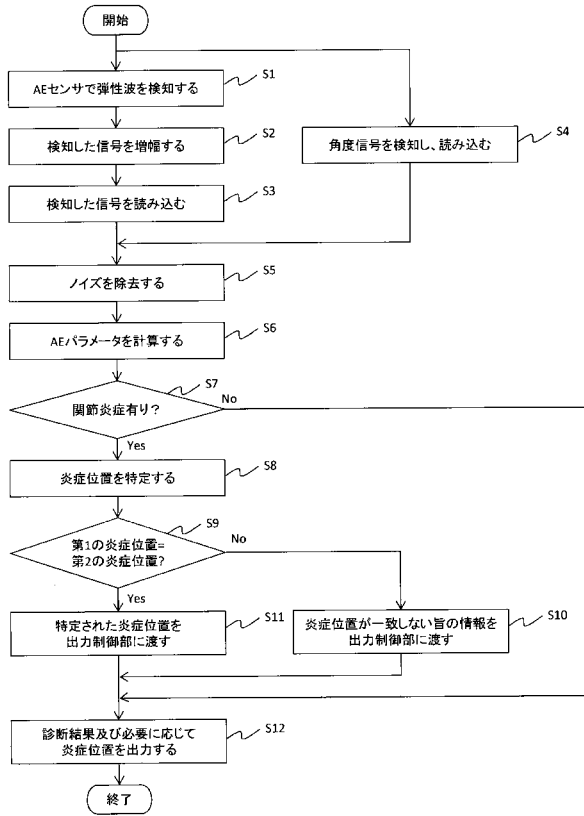 開始
S1
AEセンサで弾性波を検知する
S2
検知した信号を増幅する
S4
角度信号を検知し、読み込む
S3
検知した信号を読み込む
S5
ノイズを除去する
S6
AEパラメータを計算する
S7
関節炎症有り?
No
Yes
S8
炎症位置を特定する
S9
第1の炎症位置=
第2の炎症位置?
No
Yes
S11
特定された炎症位置を
出力制御部に渡す
S10
炎症位置が一致しない旨の情報を
出力制御部に渡す
S12
診断結果及び必要に応じて
炎症位置を出力する
終了